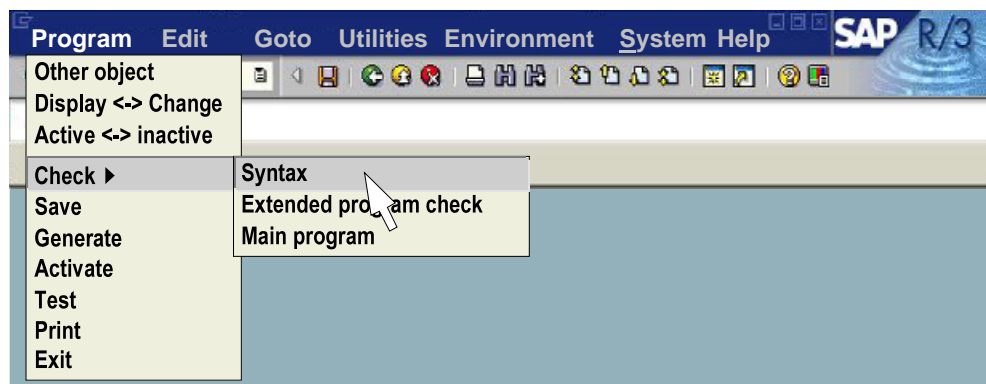 Program Edit Goto Utilities Environment System Help SAP R/3
Other object
Display <-> Change
Active <-> inactive
Check
Syntax
Save
Extended program check
Generate
Main program
Activate
Test
Print
Exit